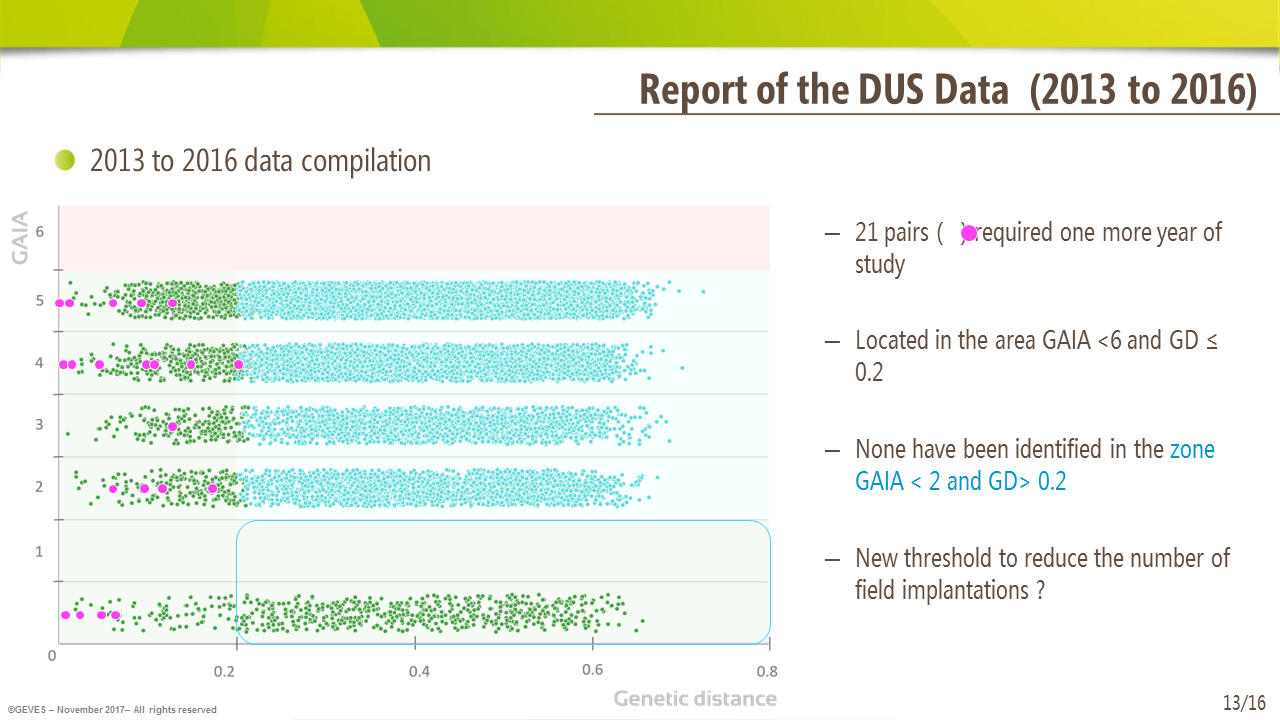 Report of the DUS Data (2013 to 2016)
2013 to 2016 data compilation
GAIA
6
5
4
3
2
1
0
0.2
0.4
0.6
0.8
Genetic distance
– 21 pairs ( ) required one more year of
study
– Located in the area GAIA <6 and GD ≤
0.2
– None have been identified in the zone
GAIA < 2 and GD> 0.2
– New threshold to reduce the number of
field implantations ?
©GEVES – November 2017– All rights reserved
13/16